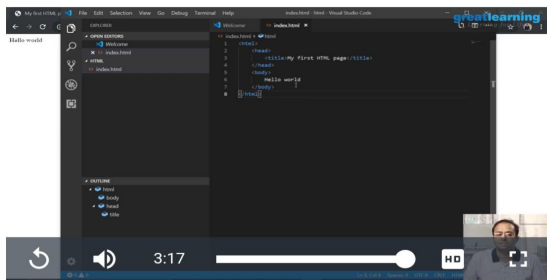 My first HTML p
File Edit Selection View Go Debug Terminal Help
index.html - html - Visual Studio Code
greatlearning
Hello world
EXPLORER
OPEN EDITORS
Welcome
index.html
HTML
index.html
OUTLINE
html
body
head
title
Welcome
index.html
index.html
html
1 <html>
2 <head>
3 <title>My first HTML page</title>
4 </head>
5 <body>
6 Hello world
7 </body>
8 </html>
3:17
HD